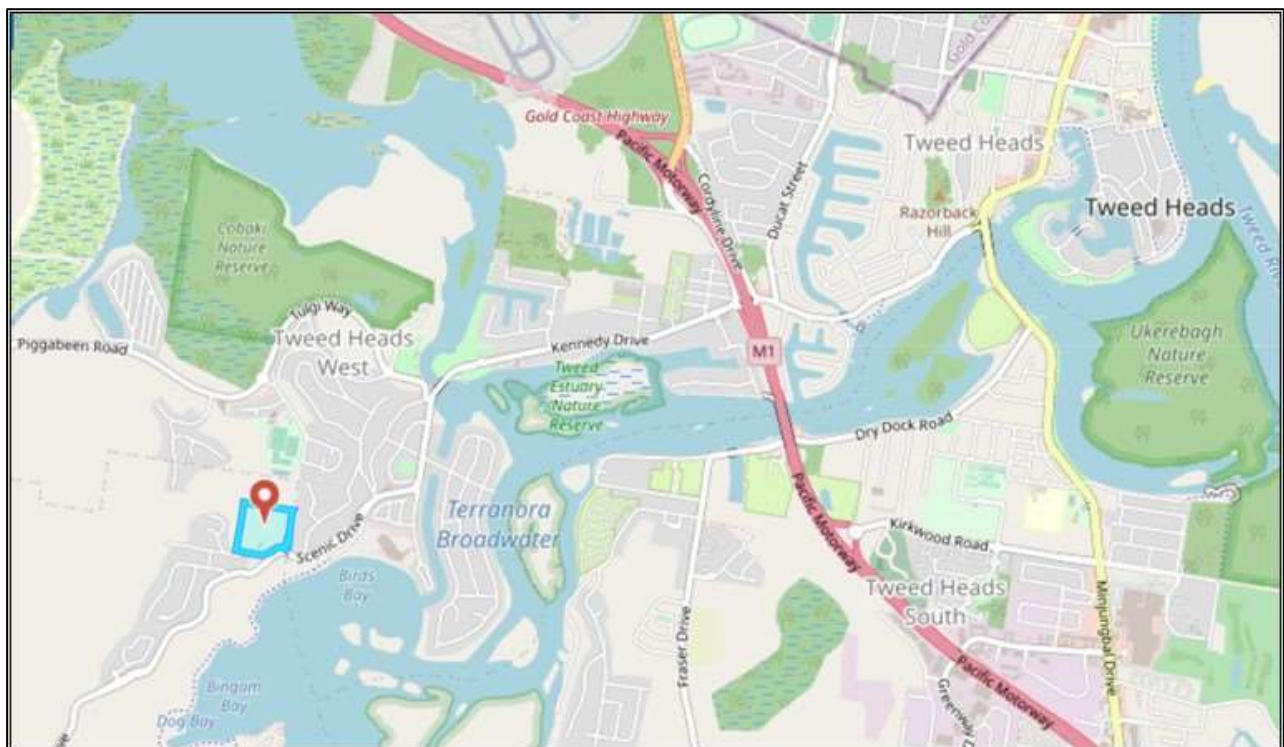 Gold Coast Highway
Pacific Motorway
Cordyline Drive
Ducat Street
Tweed Heads
Razorback
Hill
Tweed Heads
Cobaki
Nature
Reserve
Tulgi Way
Piggabeen Road
Tweed Heads
West
Kennedy Drive
M1
Tweed
Estuary
Nature
Reserve
Ukerebagh
Nature
Reserve
Dry Dock Road
Terranora
Broadwater
Scenic Drive
Birds
Bay
Pacific Motorway
Kirkwood Road
Tweed Heads
South
Fraser Drive
Minjungbal Drive
Pacific Motorway
Bingam
Bay
Dog Bay